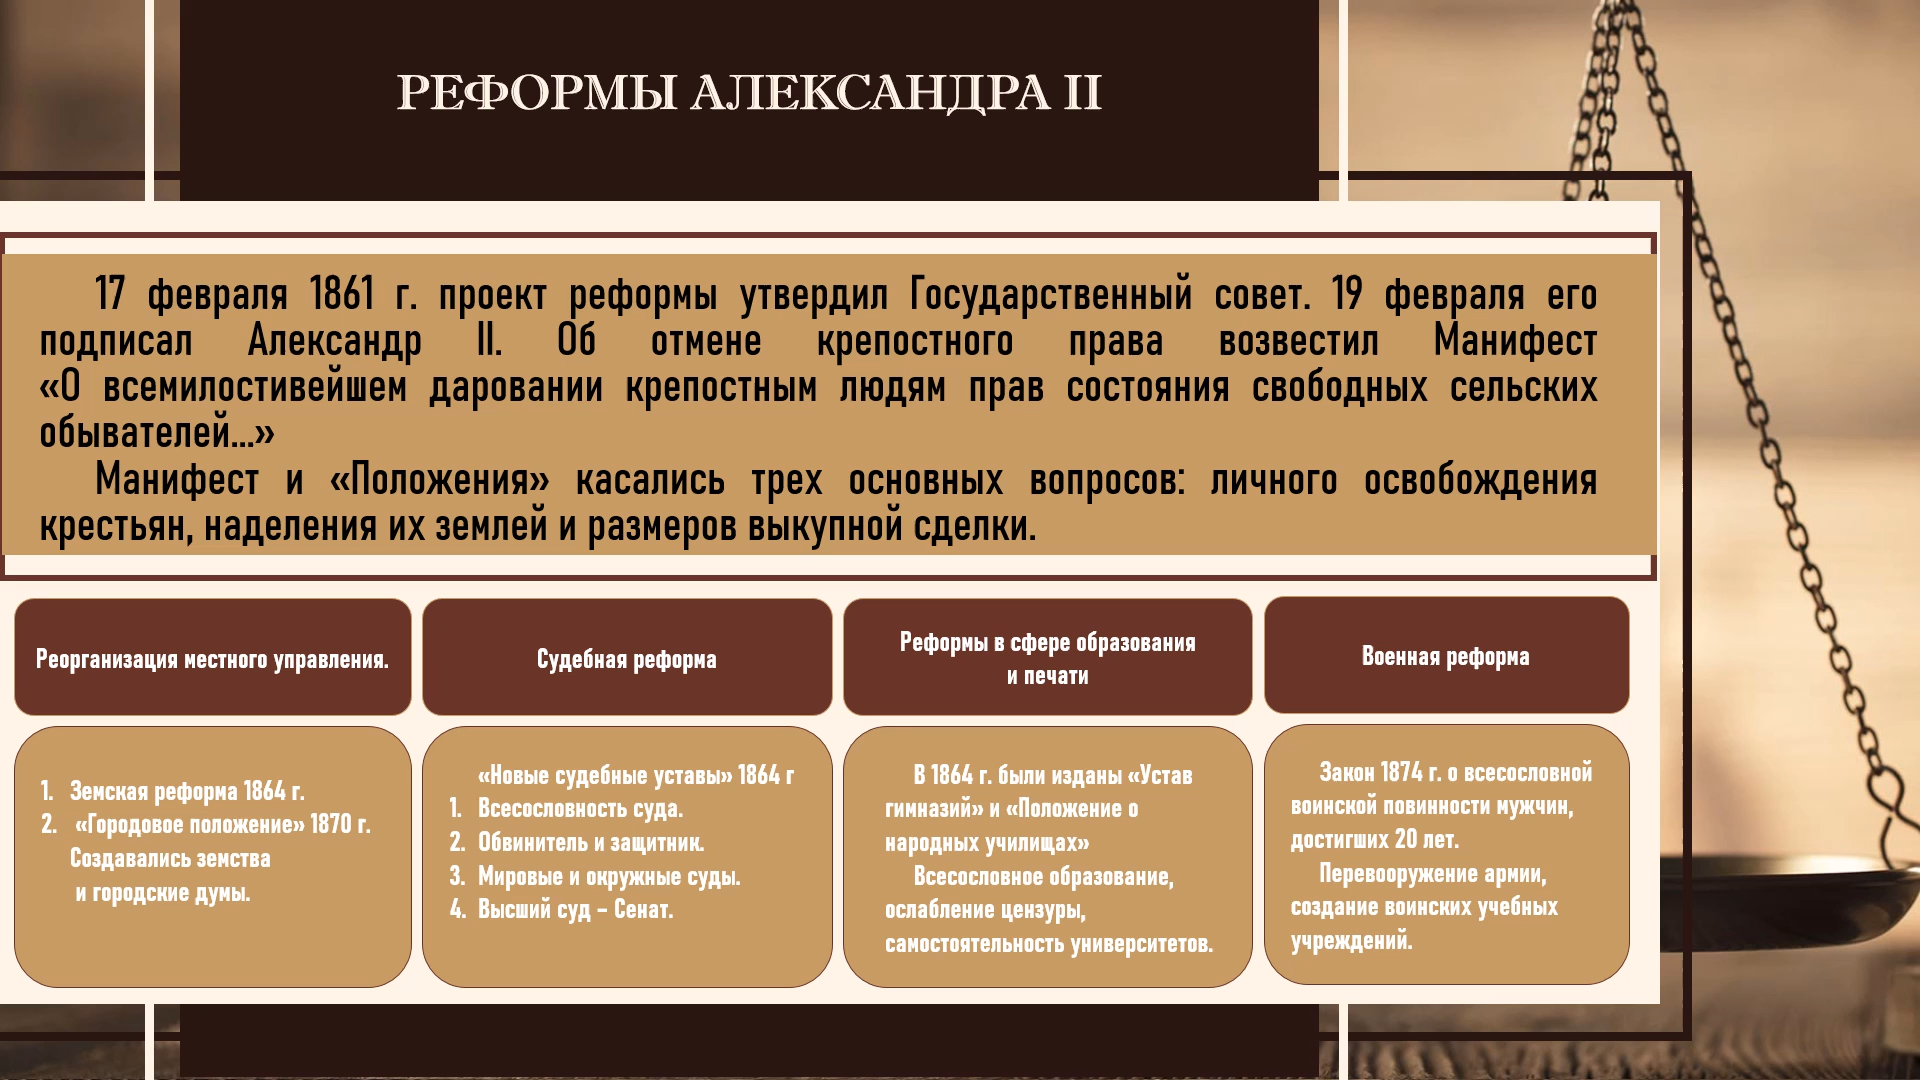 РЕФОРМЫ АЛЕКСАНДРА II
17 февраля 1861 г. проект реформы утвердил Государственный совет. 19 февраля его
подписал Александр II. Об отмене крепостного права возвестил Манифест
«О всемилостивейшем даровании крепостным людям прав состояния свободных сельских
обывателей...»
Манифест и «Положения» касались трех основных вопросов: личного освобождения
крестьян, наделения их землей и размеров выкупной сделки.
Реорганизация местного управления.
1. Земская реформа 1864 г.
2. «Городовое положение» 1870 г.
Создавались земства
и городские думы.
Судебная реформа
«Новые судебные уставы» 1864 г
1. Всесословность суда.
2. Обвинитель и защитник.
3. Мировые и окружные суды.
4. Высший суд – Сенат.
Реформы в сфере образования
и печати
В 1864 г. были изданы «Устав
гимназий» и «Положение о
народных училищах»
Всесословное образование,
ослабление цензуры,
самостоятельность университетов.
Военная реформа
Закон 1874 г. о всесословной
воинской повинности мужчин,
достигших 20 лет.
Перевооружение армии,
создание воинских учебных
учреждений.